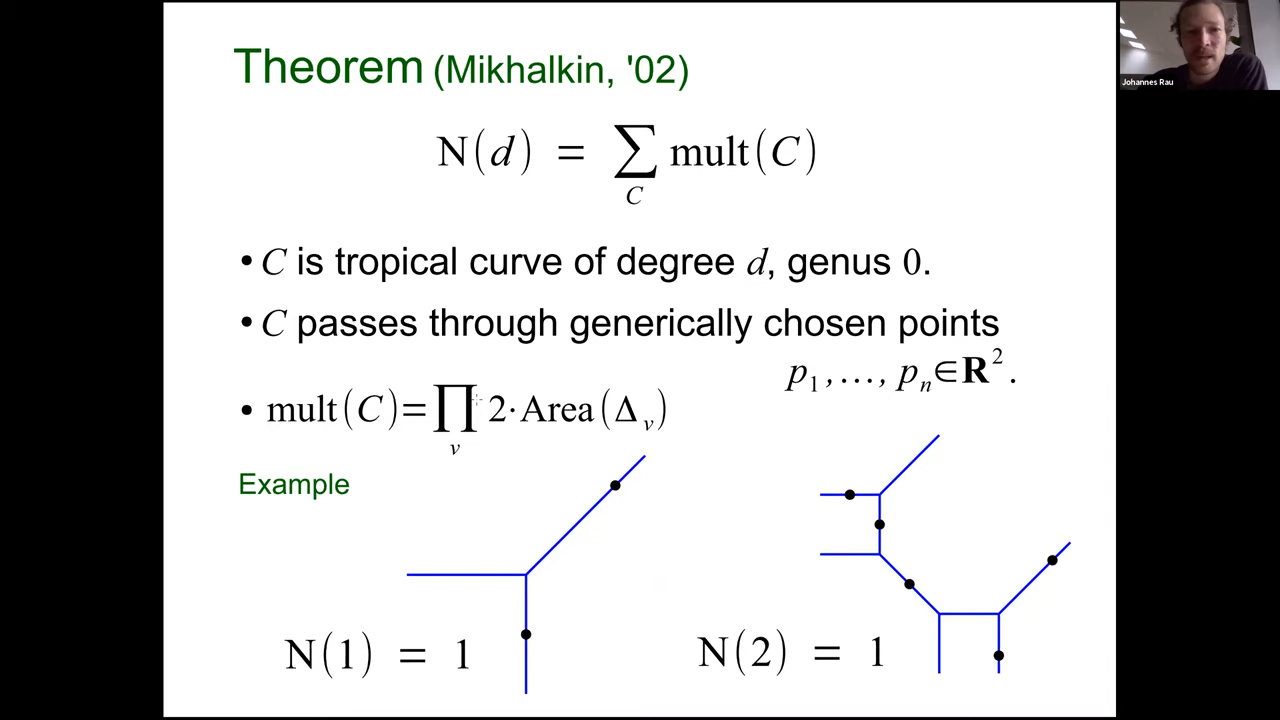 Theorem (Mikhalkin, '02)
N(d) = ∑ mult(C)
C
• C is tropical curve of degree d, genus 0.
• C passes through generically chosen points
p₁,…, pₙ∈R².
• mult(C)=∏ 2·Area(Δᵥ)
v
Example
N(1) = 1
N(2) = 1
Johannes Rau